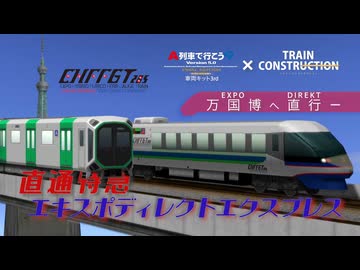 A列車で行こう9
Version 5.0
車両キット3rd
×
TRAIN
CONSTRUCTION
CHFFGT285
EXPO DIREKT
万国博へ直行ー
直通特急
エキスポディレクトエクスプレス